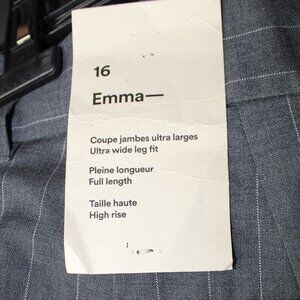 16
Emma—
Coupe jambes ultra larges
Ultra wide leg fit
Pleine longueur
Full length
Taille haute
High rise